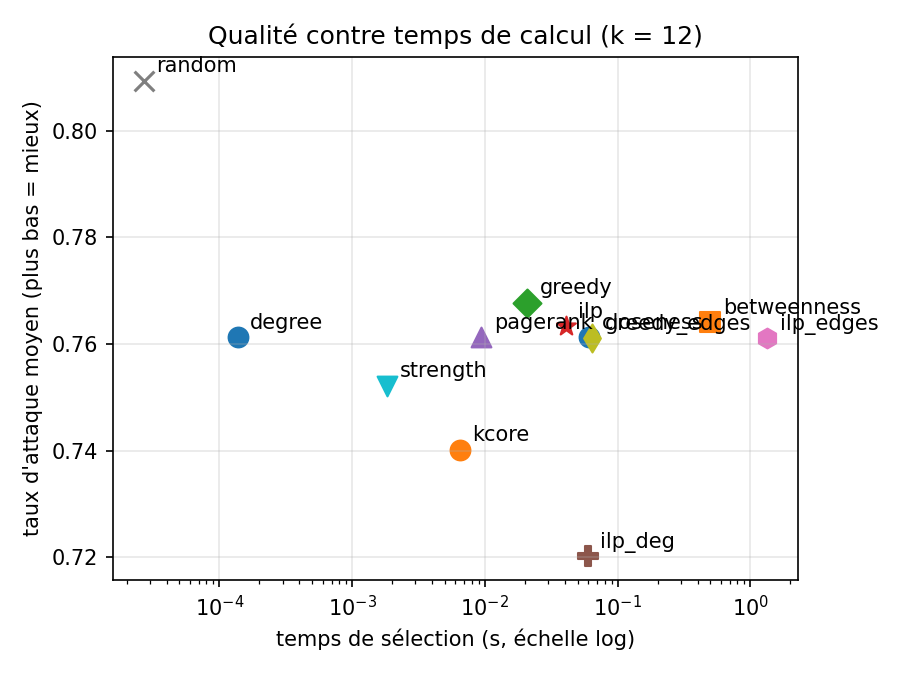 Qualité contre temps de calcul (k = 12)
random
0.80
0.78
greedy
ilp
betweenness
degree
pagerank
closeness
greedy_edges
ilp_edges
0.76
strength
kcore
0.74
ilp_deg
0.72
taux d'attaque moyen (plus bas = mieux)
10⁻⁴ 10⁻³ 10⁻² 10⁻¹ 10⁰
temps de sélection (s, échelle log)